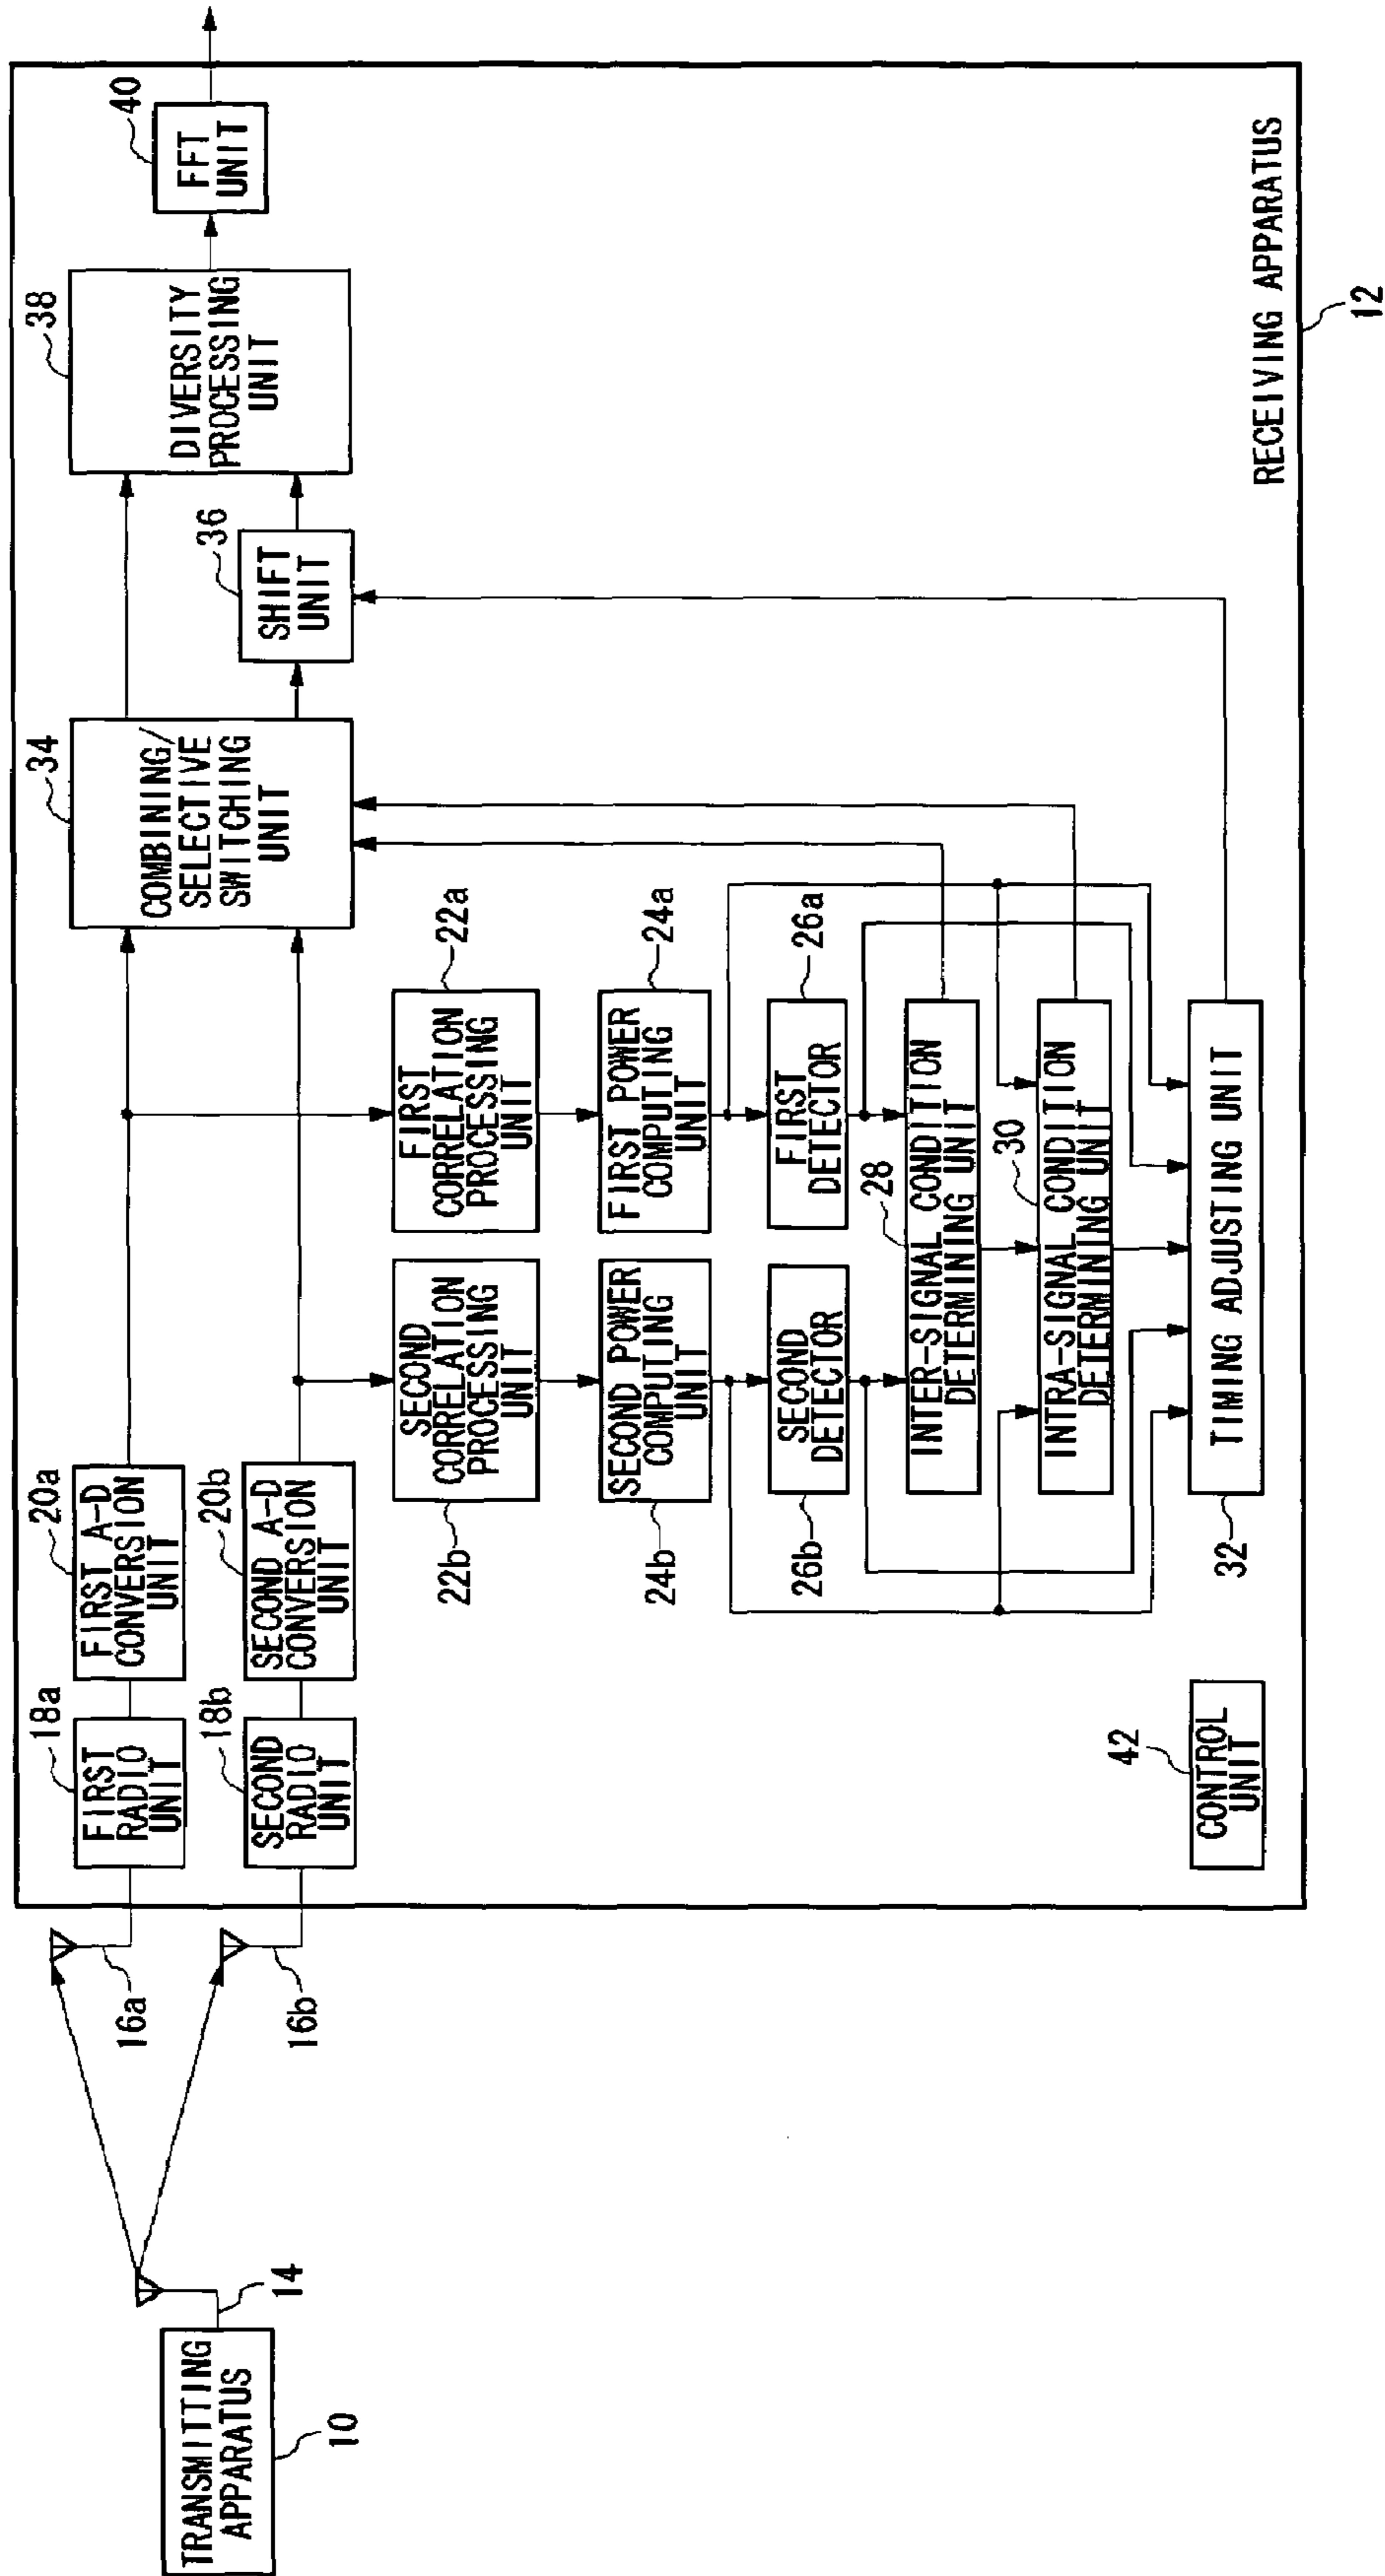 TRANSMITTING
APPARATUS
10
14
16a
16b
18a
FIRST
RADIO
UNIT
18b
SECOND
RADIO
UNIT
20a
FIRST A-D
CONVERSION
UNIT
20b
SECOND A-D
CONVERSION
UNIT
34
COMBINING/
SELECTIVE
SWITCHING
UNIT
36
SHIFT
UNIT
38
DIVERSITY
PROCESSING
UNIT
40
FFT
UNIT
22b
SECOND
CORRELATION
PROCESSING
UNIT
22a
FIRST
CORRELATION
PROCESSING
UNIT
24b
SECOND POWER
COMPUTING
UNIT
24a
FIRST POWER
COMPUTING
UNIT
26b
SECOND
DETECTOR
26a
FIRST
DETECTOR
28
INTER-SIGNAL CONDITION
DETERMINING UNIT
30
INTRA-SIGNAL CONDITION
DETERMINING UNIT
32
TIMING ADJUSTING UNIT
42
CONTROL
UNIT
RECEIVING APPARATUS
12